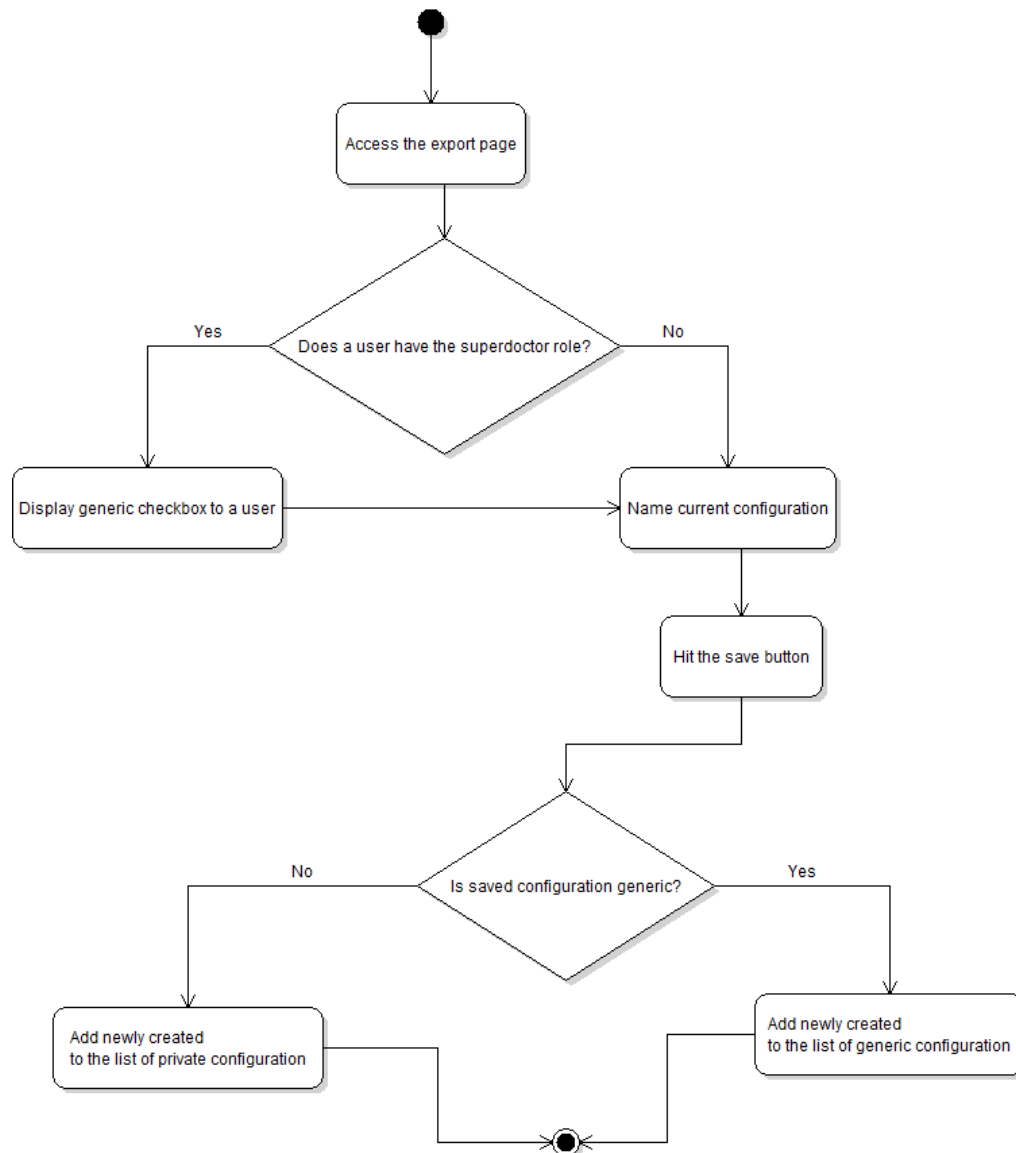 Access the export page
Yes
No
Does a user have the superdoctor role?
Display generic checkbox to a user
Name current configuration
Hit the save button
No
Yes
Is saved configuration generic?
Add newly created
to the list of private configuration
Add newly created
to the list of generic configuration